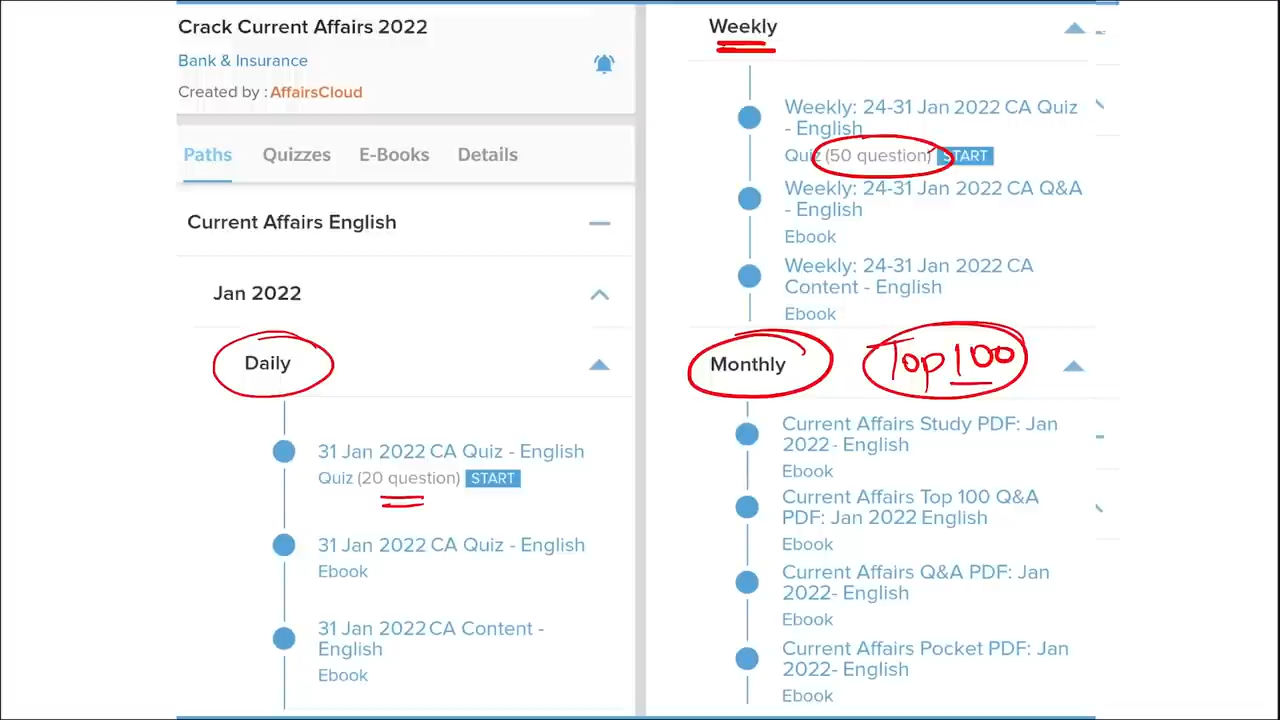 Crack Current Affairs 2022
Bank & Insurance
Created by : AffairsCloud
Paths Quizzes E-Books Details
Current Affairs English
Jan 2022
Daily
31 Jan 2022 CA Quiz - English
Quiz (20 question) START
31 Jan 2022 CA Quiz - English
Ebook
31 Jan 2022 CA Content -
English
Ebook
Weekly
Weekly: 24-31 Jan 2022 CA Quiz
- English
Quiz (50 question) START
Weekly: 24-31 Jan 2022 CA Q&A
- English
Ebook
Weekly: 24-31 Jan 2022 CA
Content - English
Ebook
Monthly Top 100
Current Affairs Study PDF: Jan
2022- English
Ebook
Current Affairs Top 100 Q&A
PDF: Jan 2022 English
Ebook
Current Affairs Q&A PDF: Jan
2022- English
Ebook
Current Affairs Pocket PDF: Jan
2022- English
Ebook